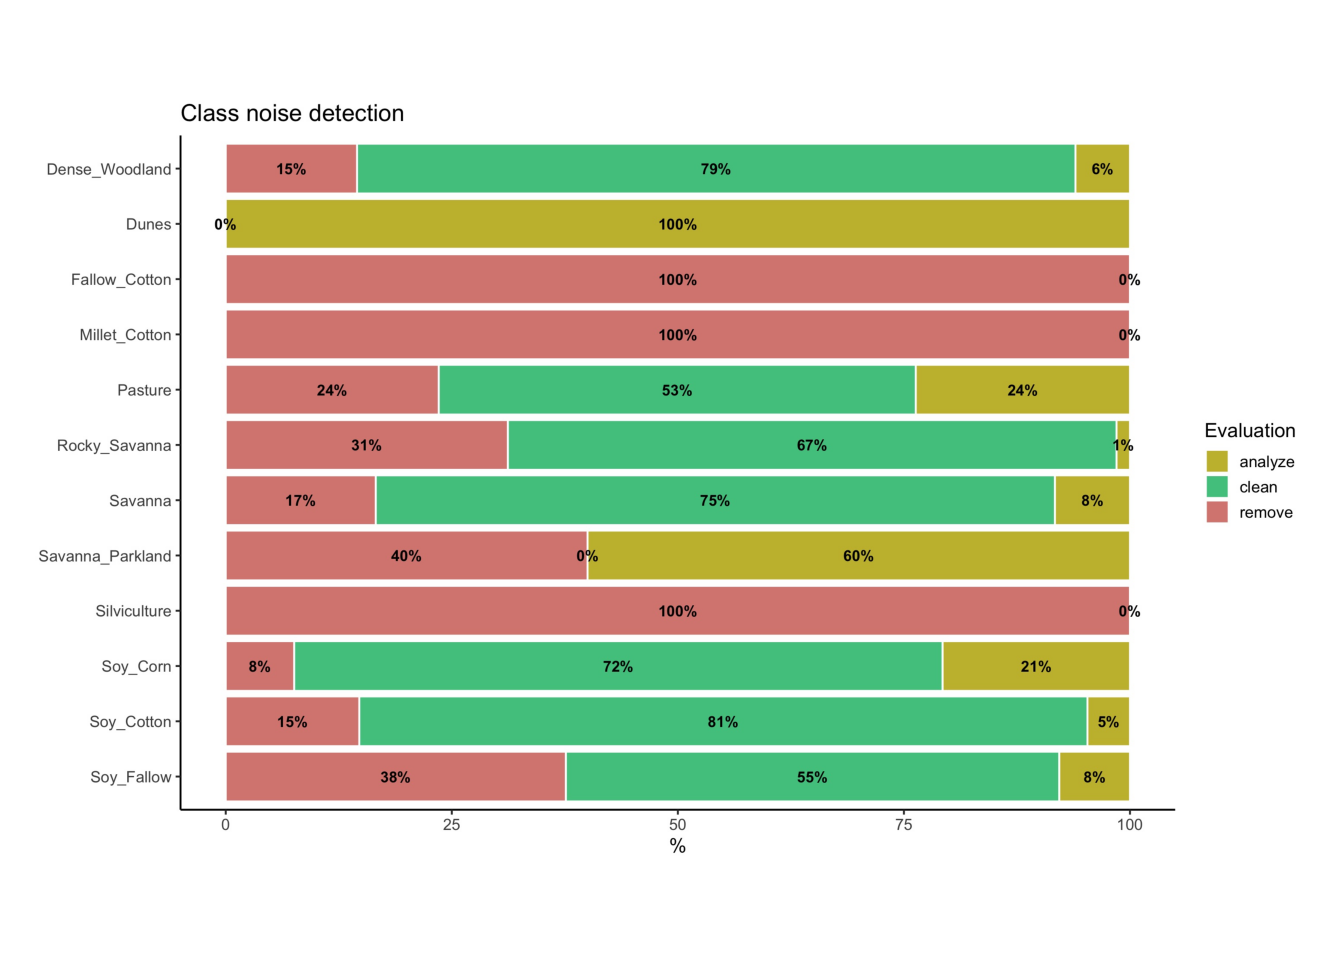 Class noise detection
Dense_Woodland 15% 79% 6%
Dunes 0% 100%
Fallow_Cotton 100% 0%
Millet_Cotton 100% 0%
Pasture 24% 53% 24%
Rocky_Savanna 31% 67% 1%
Savanna 17% 75% 8%
Savanna_Parkland 40% 0% 60%
Silviculture 100% 0%
Soy_Corn 8% 72% 21%
Soy_Cotton 15% 81% 5%
Soy_Fallow 38% 55% 8%
0 25 50 75 100
%
Evaluation
analyze
clean
remove